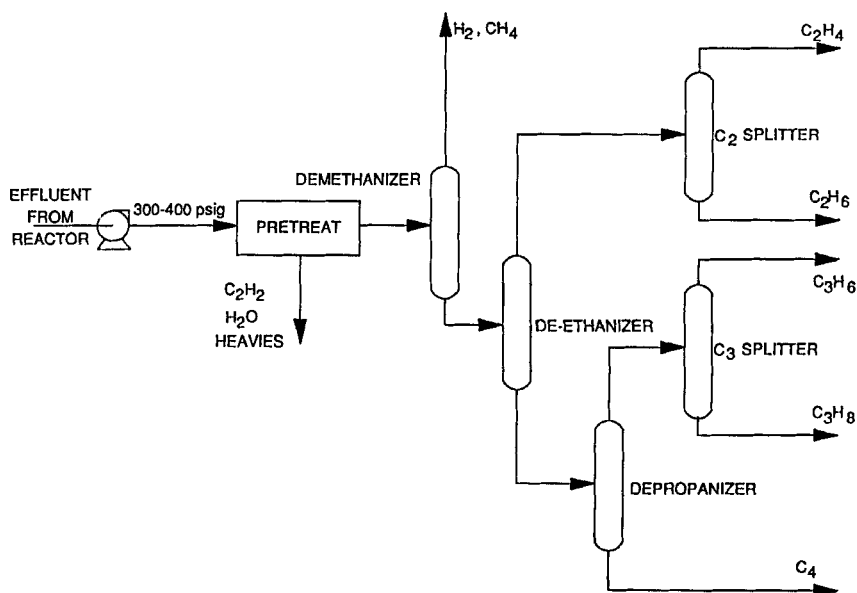 H2, CH4
C2H4
C2 SPLITTER
DEMETHANIZER
EFFLUENT
FROM
REACTOR
300-400 psig
PRETREAT
C2H6
C3H6
C2H2
H2O
HEAVIES
DE-ETHANIZER
C3 SPLITTER
C3H8
DEPROPANIZER
C4